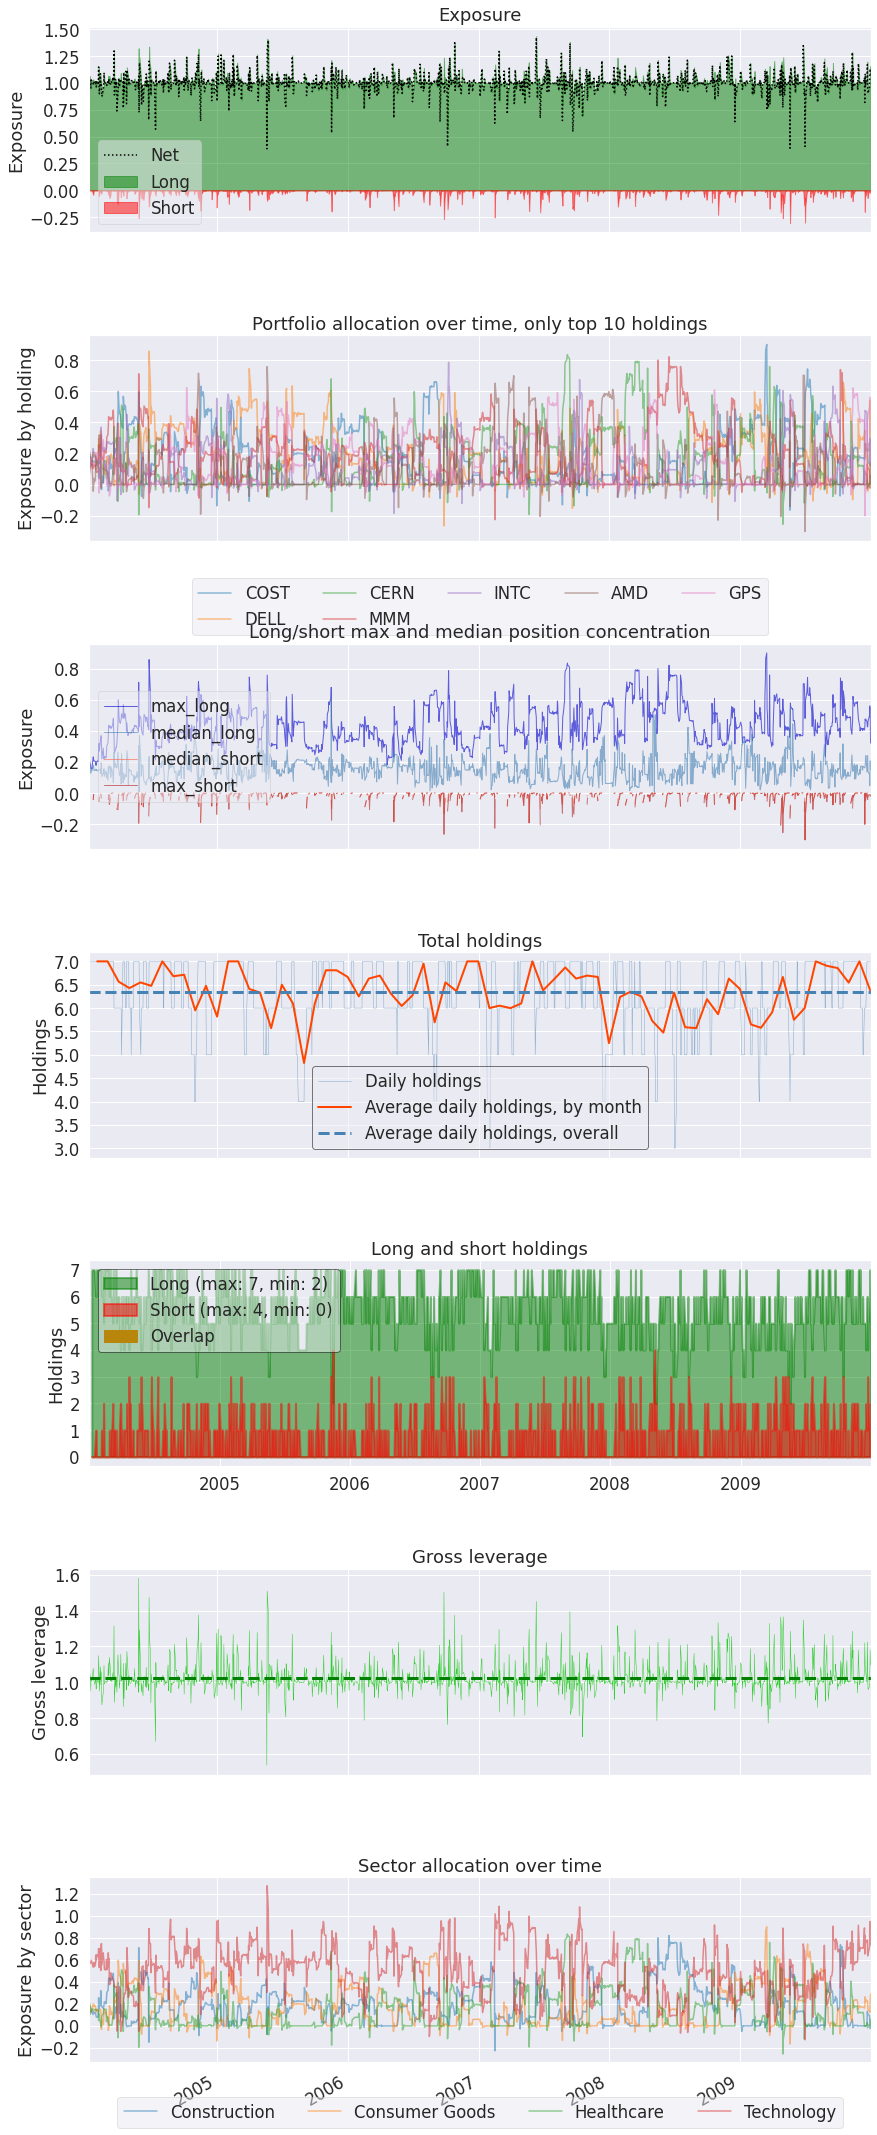 Exposure
1.50
1.25
1.00
0.75
0.50
0.25
0.00
−0.25
Exposure
Net
Long
Short
Portfolio allocation over time, only top 10 holdings
0.8
0.6
0.4
0.2
0.0
−0.2
Exposure by holding
COST CERN INTC AMD GPS
DELL MMM
Long/short max and median position concentration
0.8
0.6
0.4
0.2
0.0
−0.2
Exposure
max_long
median_long
median_short
max_short
Total holdings
7.0
6.5
6.0
5.5
5.0
4.5
4.0
3.5
3.0
Holdings
Daily holdings
Average daily holdings, by month
Average daily holdings, overall
Long and short holdings
7
6
5
4
3
2
1
0
Holdings
Long (max: 7, min: 2)
Short (max: 4, min: 0)
Overlap
2005 2006 2007 2008 2009
Gross leverage
1.6
1.4
1.2
1.0
0.8
0.6
Gross leverage
Sector allocation over time
1.2
1.0
0.8
0.6
0.4
0.2
0.0
−0.2
Exposure by sector
2005 2006 2007 2008 2009
Construction Consumer Goods Healthcare Technology